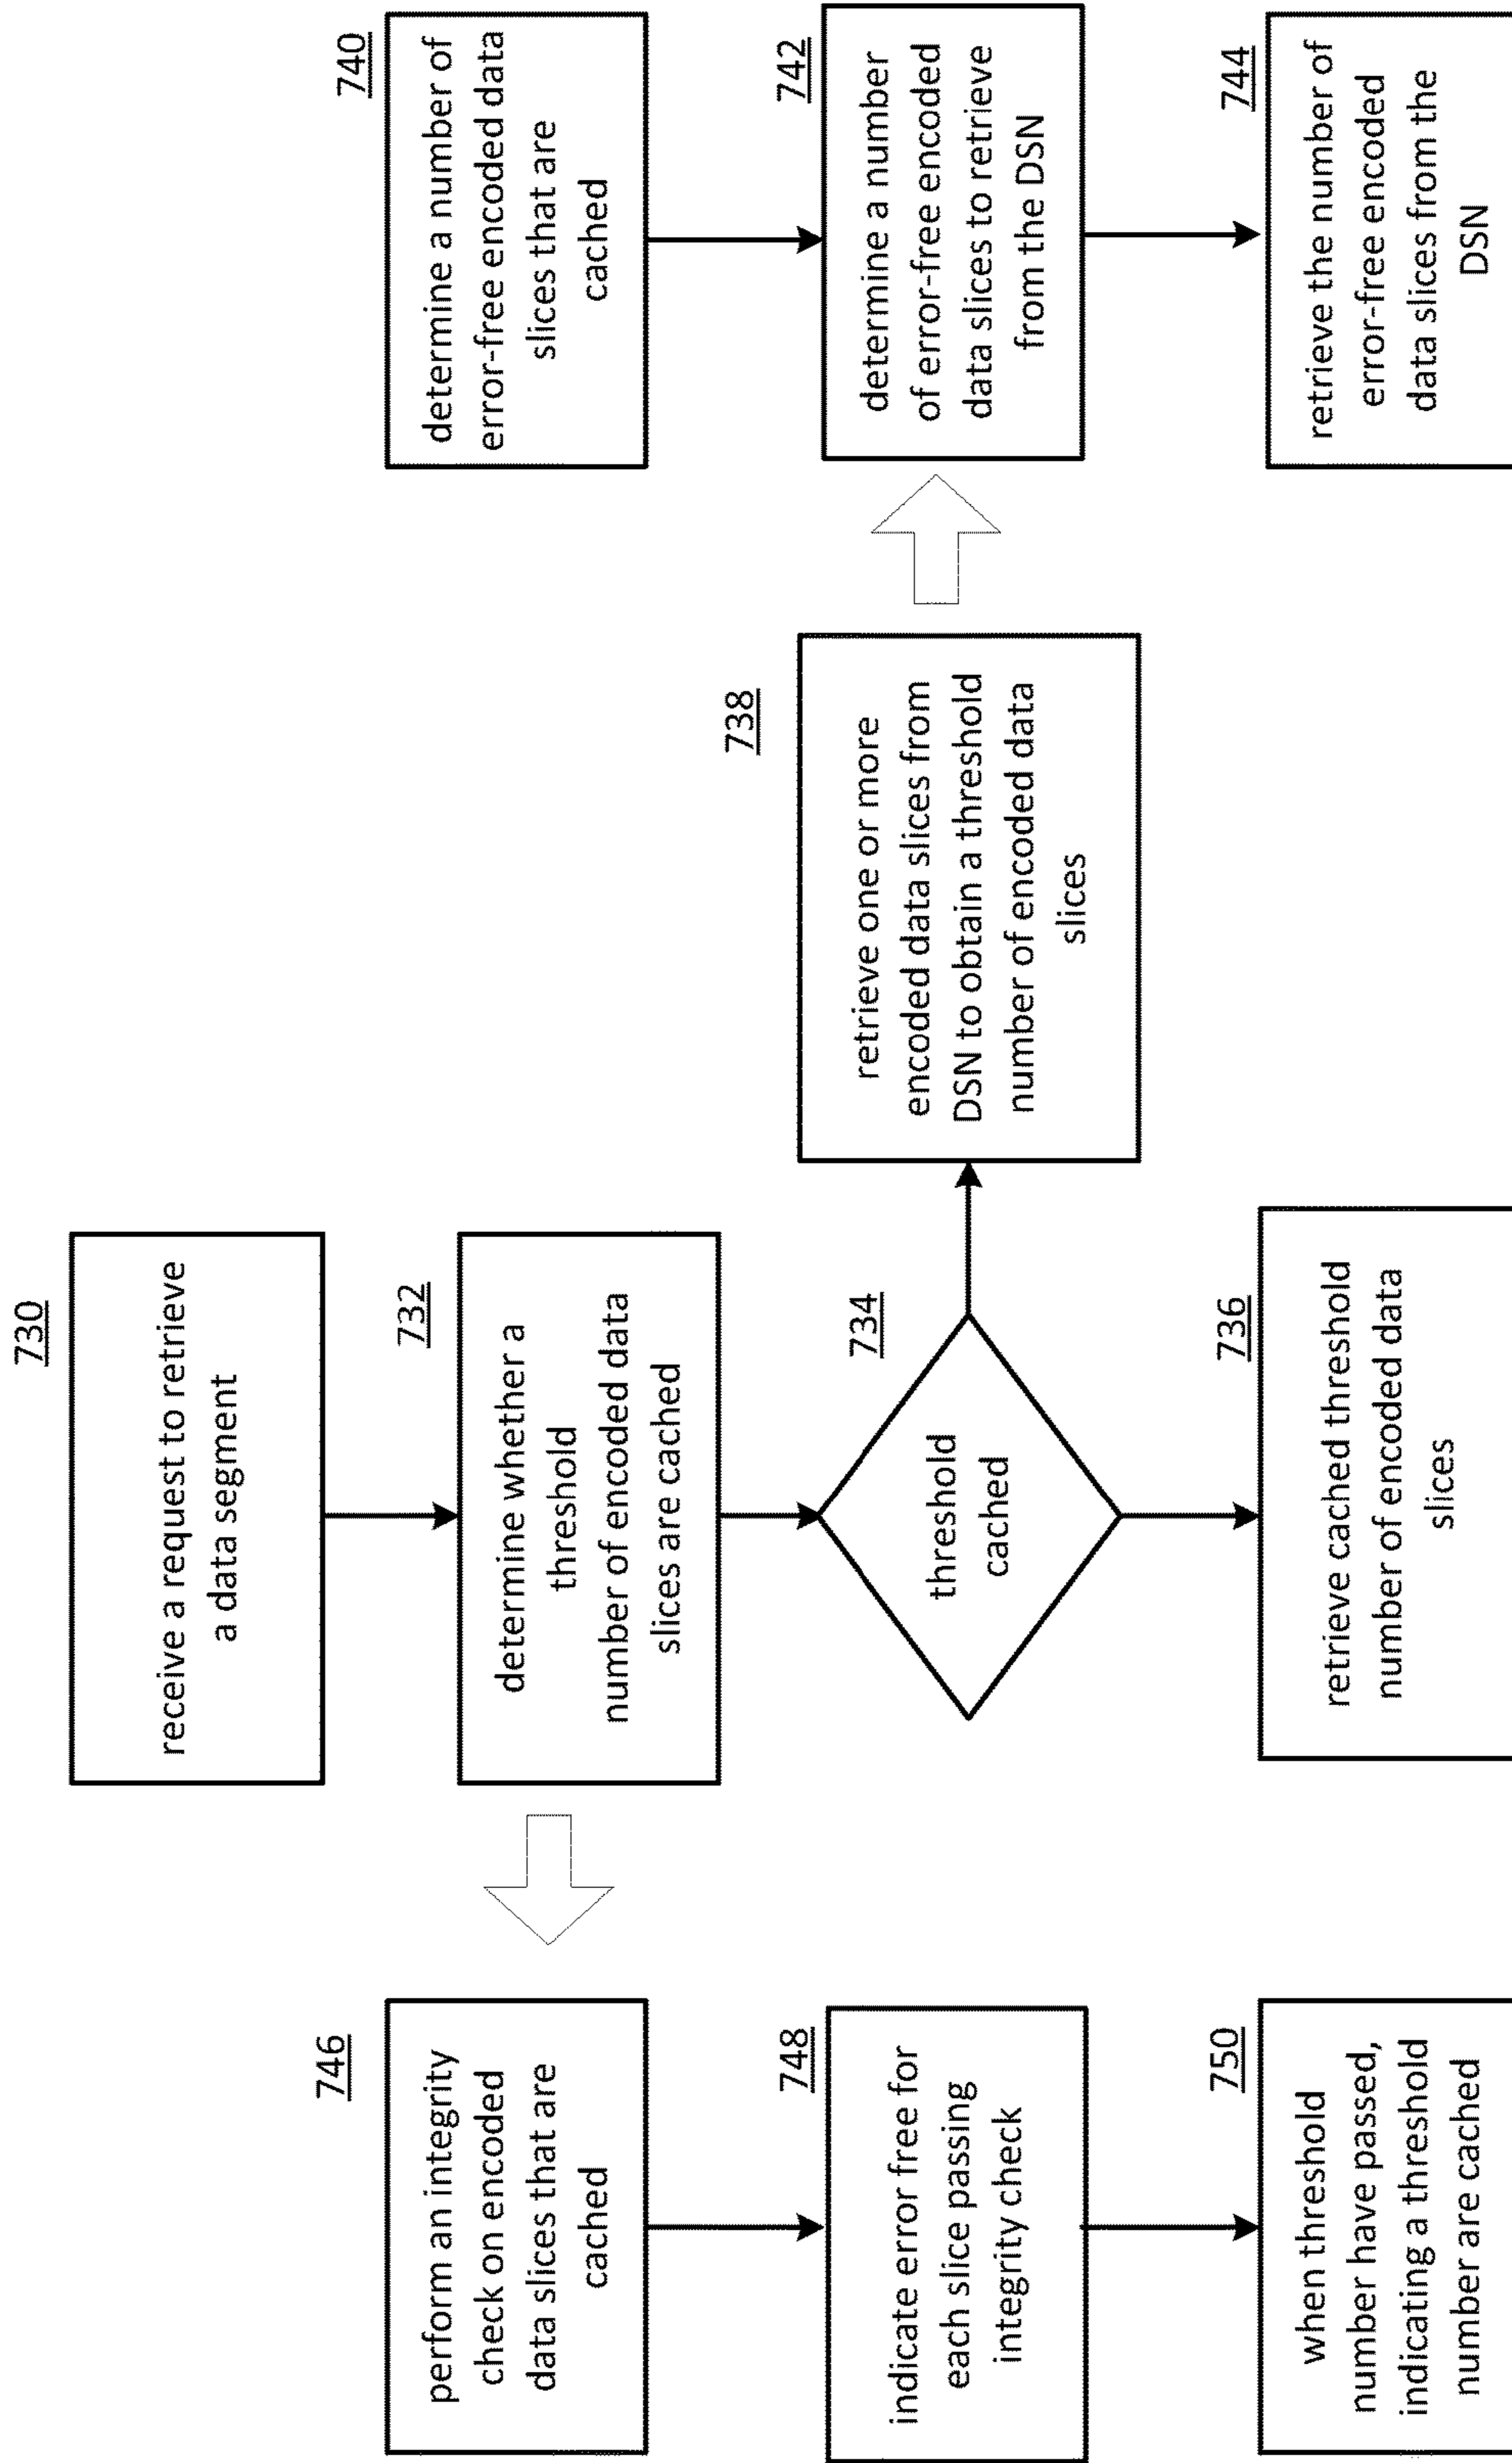 730
receive a request to retrieve
a data segment
732
determine whether a
threshold
number of encoded data
slices are cached
734
threshold
cached
736
retrieve cached threshold
number of encoded data
slices
738
retrieve one or more
encoded data slices from
DSN to obtain a threshold
number of encoded data
slices
740
determine a number of
error-free encoded data
slices that are
cached
742
determine a number
of error-free encoded
data slices to retrieve
from the DSN
744
retrieve the number of
error-free encoded
data slices from the
DSN
746
perform an integrity
check on encoded
data slices that are
cached
748
indicate error free for
each slice passing
integrity check
750
when threshold
number have passed,
indicating a threshold
number are cached